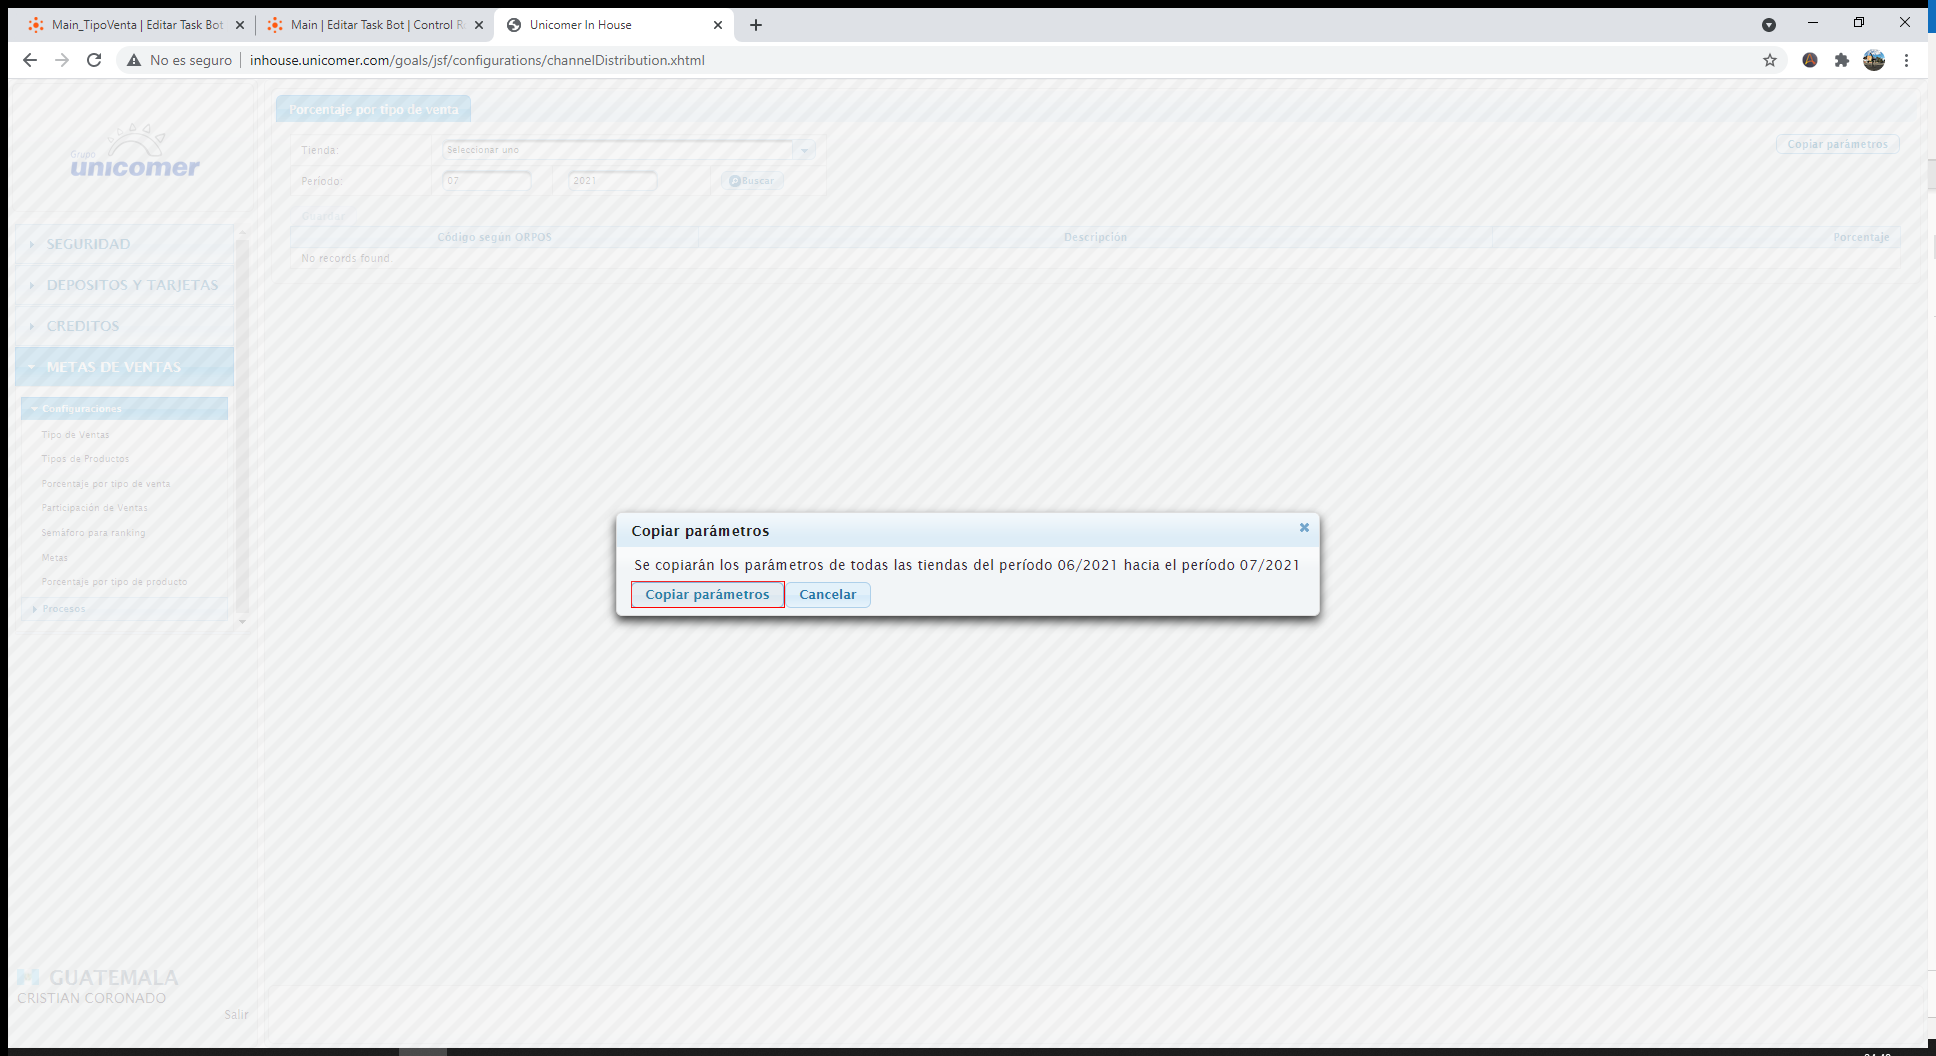 Main_TipoVenta | Editar Task Bot
Main | Editar Task Bot | Control R
Unicomer In House
No es seguro
inhouse.unicomer.com/goals/jsf/configurations/channelDistribution.xhtml
Grupo
unicomer
Porcentaje por tipo de venta
Tienda:
Seleccionar uno
Copiar parámetros
Período:
07
2021
Buscar
Guardar
Código según ORPOS
Descripción
Porcentaje
No records found.
SEGURIDAD
DEPOSITOS Y TARJETAS
CREDITOS
METAS DE VENTAS
Configuraciones
Tipo de Ventas
Tipos de Productos
Porcentaje por tipo de venta
Participación de Ventas
Semáforo para ranking
Metas
Porcentaje por tipo de producto
Procesos
Copiar parámetros
Se copiarán los parámetros de todas las tiendas del período 06/2021 hacia el período 07/2021
Copiar parámetros
Cancelar
GUATEMALA
CRISTIAN CORONADO
Salir